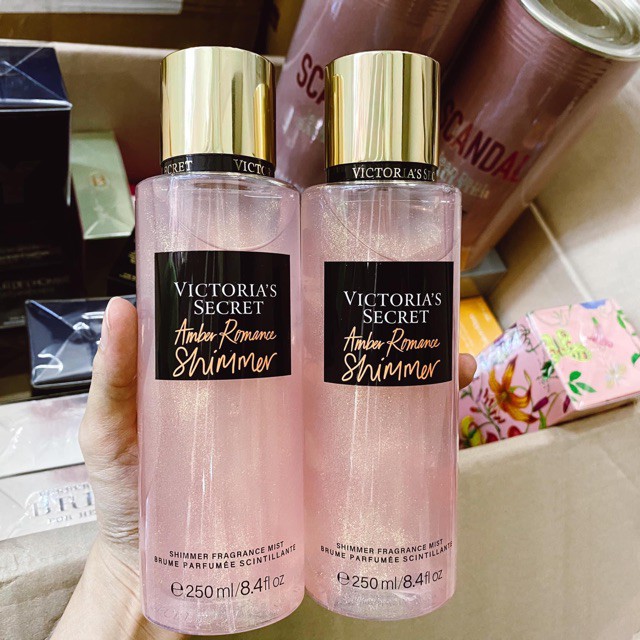 SECRET
VICTORIA
VICTORIA'S
SECRET
Amber Romance
Shimmer
SHIMMER FRAGRANCE MIST
BRUME PARFUMÉE SCINTILLANTE
℮250 ml/8.4 fl oz
VICTORIA'S
VICTORIA'S
SECRET
Amber Romance
Shimmer
SHIMMER FRAGRANCE MIST
BRUME PARFUMÉE SCINTILLANTE
℮250 ml/8.4 fl oz
SCANDAL